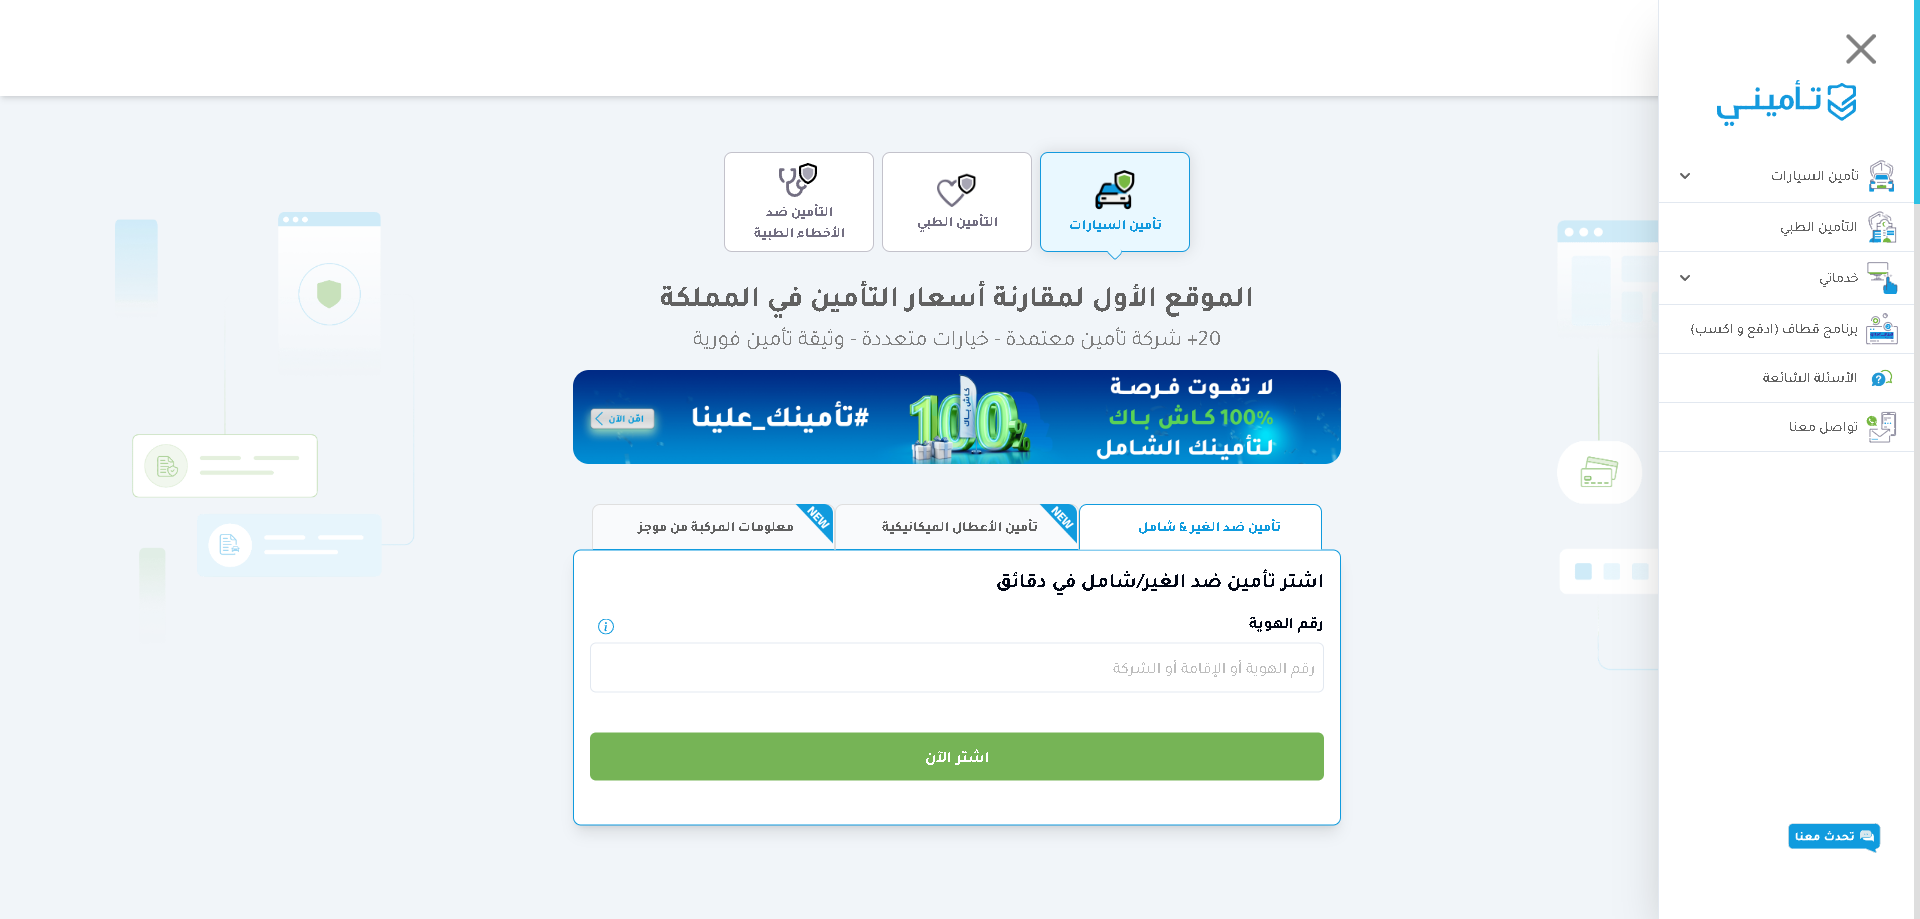 تأميني
تأمين السيارات
التأمين الطبي
خدماتي
برنامج قطاف (ادفع و اكسب)
الأسئلة الشائعة
تواصل معنا
تحدث معنا
تأمين السيارات
التأمين الطبي
التأمين ضد
الأخطاء الطبية
الموقع الأول لمقارنة أسعار التأمين في المملكة
20+ شركة تأمين معتمدة - خيارات متعددة - وثيقة تأمين فورية
لا تفوت فرصة
100% كاش باك
لتأمينك الشامل
100%
كاش باك
#تأمينك_علينا
امّن الآن
تأمين ضد الغير & شامل
تأمين الأعطال الميكانيكية
NEW
معلومات المركبة من موجز
NEW
اشتر تأمين ضد الغير/شامل في دقائق
رقم الهوية
رقم الهوية أو الإقامة أو الشركة
اشتر الآن